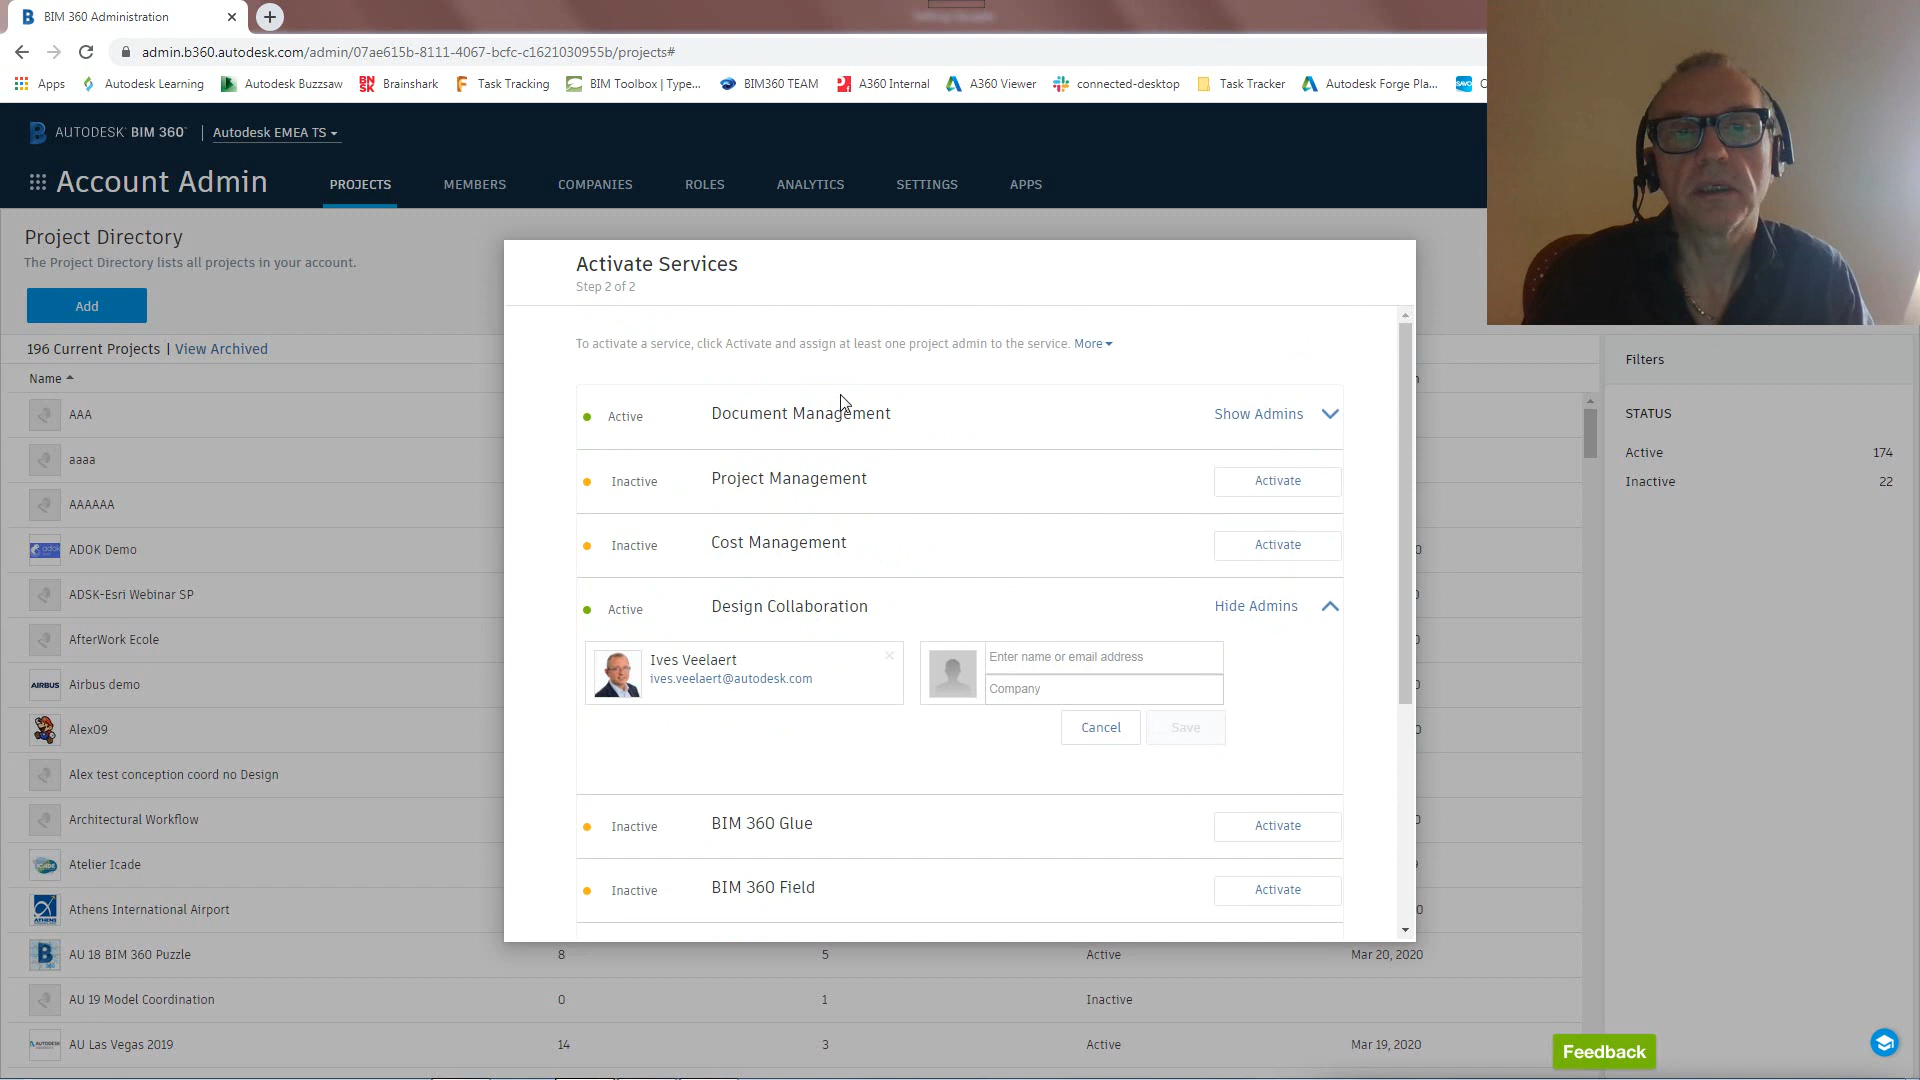 BIM 360 Administration
admin.b360.autodesk.com/admin/07ae615b-8111-4067-bcfc-c1621030955b/projects#
Apps Autodesk Learning Autodesk Buzzsaw BN Brainshark Task Tracking BIM Toolbox | Type... BIM360 TEAM A360 Internal A360 Viewer connected-desktop Task Tracker Autodesk Forge Pla... C
AUTODESK BIM 360 Autodesk EMEA TS
Account Admin PROJECTS MEMBERS COMPANIES ROLES ANALYTICS SETTINGS APPS
Project Directory
The Project Directory lists all projects in your account.
Add
196 Current Projects | View Archived
Name
AAA
aaaa
AAAAAA
ADOK Demo
ADSK-Esri Webinar SP
AfterWork Ecole
AIRBUS Airbus demo
Alex09
Alex test conception coord no Design
Architectural Workflow
Atelier Icade
Athens International Airport
AU 18 BIM 360 Puzzle 8 5 Active Mar 20, 2020
AU 19 Model Coordination 0 1 Inactive
AU Las Vegas 2019 14 3 Active Mar 19, 2020
Activate Services
Step 2 of 2
To activate a service, click Activate and assign at least one project admin to the service. More
Active Document Management Show Admins
Inactive Project Management Activate
Inactive Cost Management Activate
Active Design Collaboration Hide Admins
Ives Veelaert
ives.veelaert@autodesk.com
Enter name or email address
Company
Cancel Save
Inactive BIM 360 Glue Activate
Inactive BIM 360 Field Activate
Filters
STATUS
Active 174
Inactive 22
Feedback